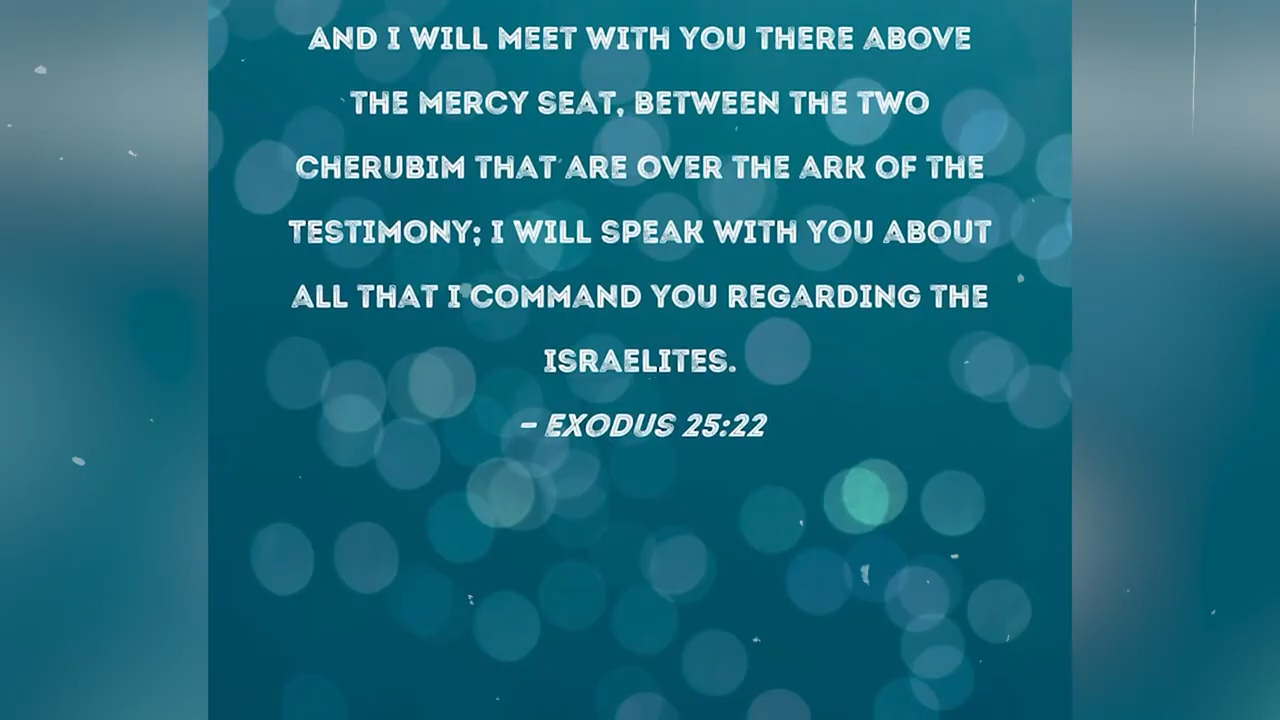 AND I WILL MEET WITH YOU THERE ABOVE
THE MERCY SEAT, BETWEEN THE TWO
CHERUBIM THAT ARE OVER THE ARK OF THE
TESTIMONY; I WILL SPEAK WITH YOU ABOUT
ALL THAT I COMMAND YOU REGARDING THE
ISRAELITES.
– EXODUS 25:22